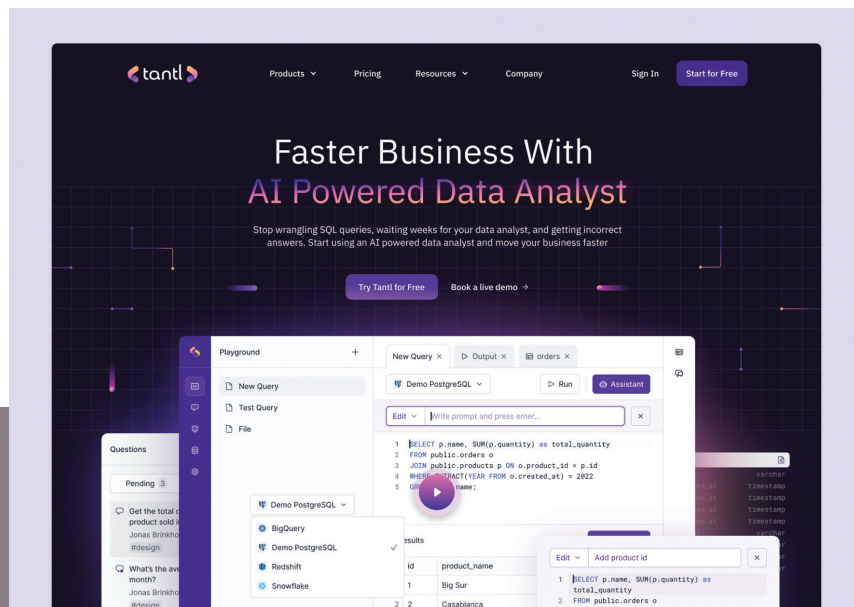 tantl
Products
Pricing
Resources
Company
Sign In
Start for Free
Faster Business With
AI Powered Data Analyst
Stop wrangling SQL queries, waiting weeks for your data analyst, and getting incorrect
answers. Start using an AI powered data analyst and move your business faster
Try Tantl for Free
Book a live demo →
Playground +
New Query
Test Query
File
New Query ×
Output ×
orders ×
Demo PostgreSQL
Run
Assistant
Edit
Write prompt and press enter...
1 SELECT p.name, SUM(p.quantity) as total_quantity
2 FROM public.orders o
3 JOIN public.products p ON o.product_id = p.id
4 WHERE EXTRACT(YEAR FROM o.created_at) = 2022
5 name;
Questions
Pending 3
Get the total
product sold
Jonas Brinkho
#design
What's the
month?
Jonas Brinkho
#design
Demo PostgreSQL
BigQuery
Demo PostgreSQL
Redshift
Snowflake
esults
id product_name
1 Big Sur
2 2 Casablanca
Edit
Add product id
1 SELECT p.name, SUM(p.quantity) as
total_quantity
2 FROM public.orders o
varchar
timestamp
timestamp
timestamp
timestamp
varchar